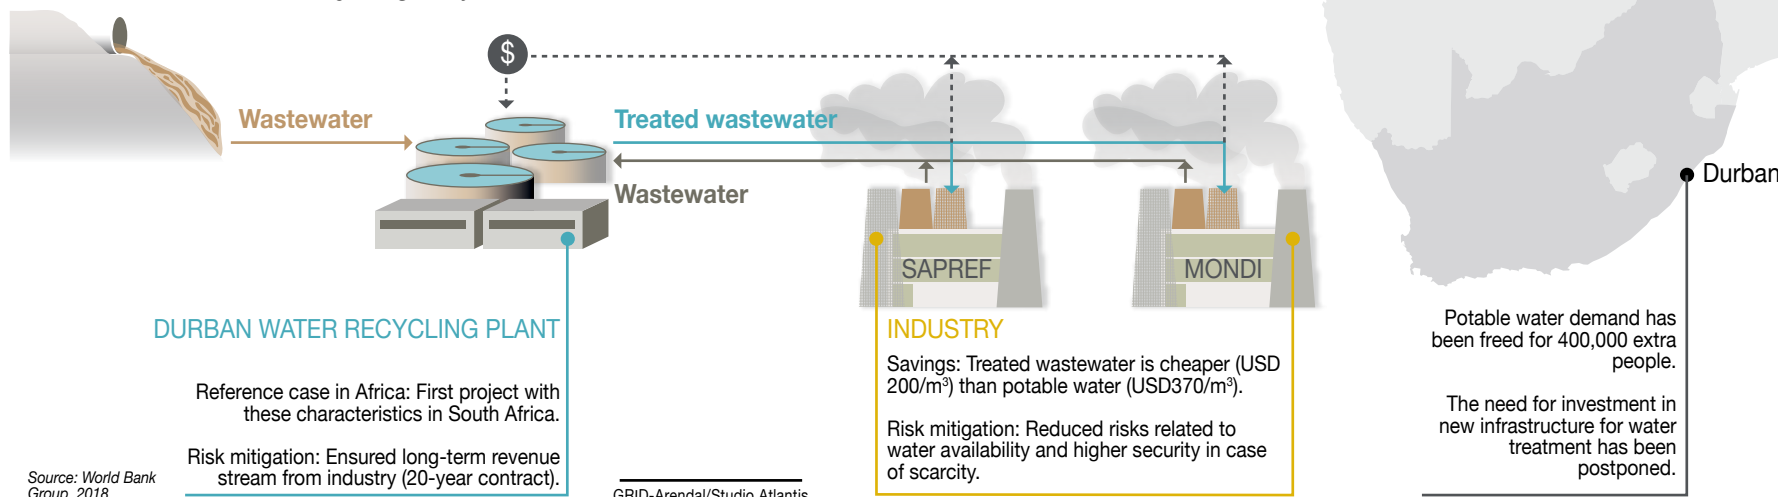 $
Wastewater
Treated wastewater
Wastewater
SAPREF
MONDI
Durban
DURBAN WATER RECYCLING PLANT
Reference case in Africa: First project with
these characteristics in South Africa.
Risk mitigation: Ensured long-term revenue
stream from industry (20-year contract).
INDUSTRY
Savings: Treated wastewater is cheaper (USD
200/m³) than potable water (USD370/m³).
Risk mitigation: Reduced risks related to
water availability and higher security in case
of scarcity.
Potable water demand has
been freed for 400,000 extra
people.
The need for investment in
new infrastructure for water
treatment has been
postponed.
Source: World Bank
Group, 2018
GRID-Arendal/Studio Atlantis